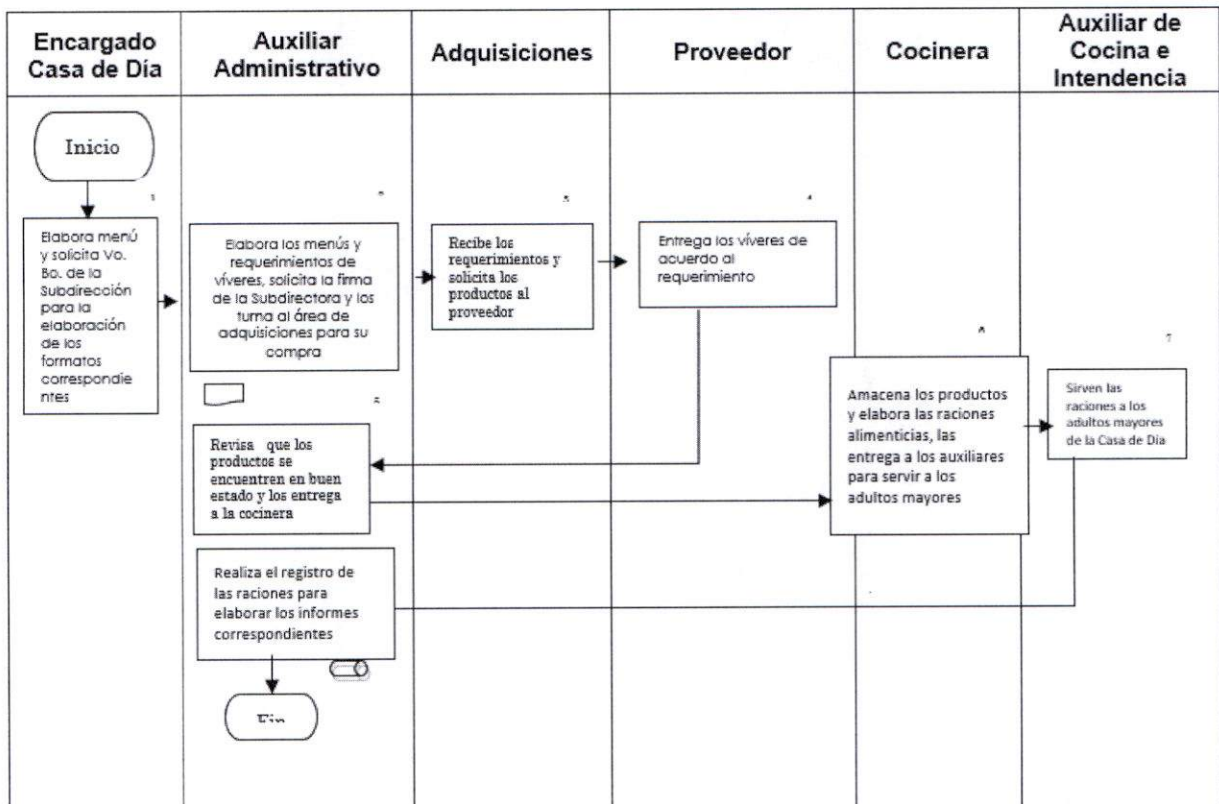 Encargado
Casa de Día
Auxiliar
Administrativo
Adquisiciones
Proveedor
Cocinera
Auxiliar de
Cocina e
Intendencia
Inicio
1
Elabora menú
y solicita Vo.
Bo. de la
Subdirección
para la
elaboración
de los
formatos
correspondie
ntes
Elabora los menús y
requerimientos de
víveres, solicita la firma
de la Subdirectora y los
turna al área de
adquisiciones para su
compra
Recibe los
requerimientos y
solicita los
productos al
proveedor
4
Entrega los víveres de
acuerdo al
requerimiento
Revisa que los
productos se
encuentren en buen
estado y los entrega
a la cocinera
Amacena los productos
y elabora las raciones
alimenticias, las
entrega a los auxiliares
para servir a los
adultos mayores
7
Sirven las
raciones a los
adultos mayores
de la Casa de Día
Realiza el registro de
las raciones para
elaborar los informes
correspondientes
Fin